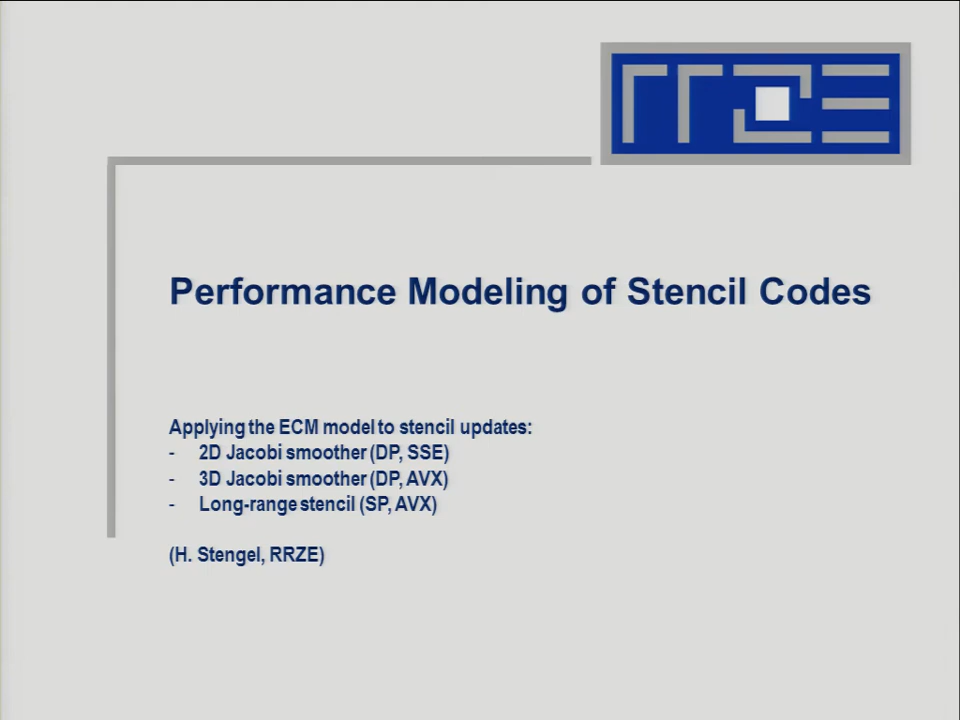 RRZE
Performance Modeling of Stencil Codes
Applying the ECM model to stencil updates:
- 2D Jacobi smoother (DP, SSE)
- 3D Jacobi smoother (DP, AVX)
- Long-range stencil (SP, AVX)
(H. Stengel, RRZE)